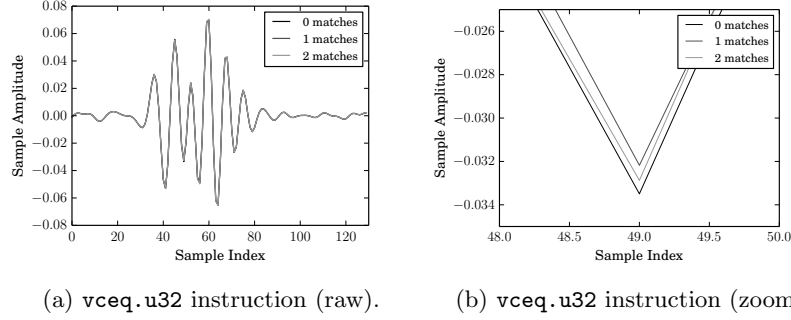 0.08
0.06
0.04
0.02
0.00
−0.02
−0.04
−0.06
−0.08
Sample Amplitude
0 matches
1 matches
2 matches
0
20
40
60
80
100
120
Sample Index
(a) vceq.u32 instruction (raw).
−0.026
−0.028
−0.030
−0.032
−0.034
Sample Amplitude
0 matches
1 matches
2 matches
48.0
48.5
49.0
49.5
50.0
Sample Index
(b) vceq.u32 instruction (zoom